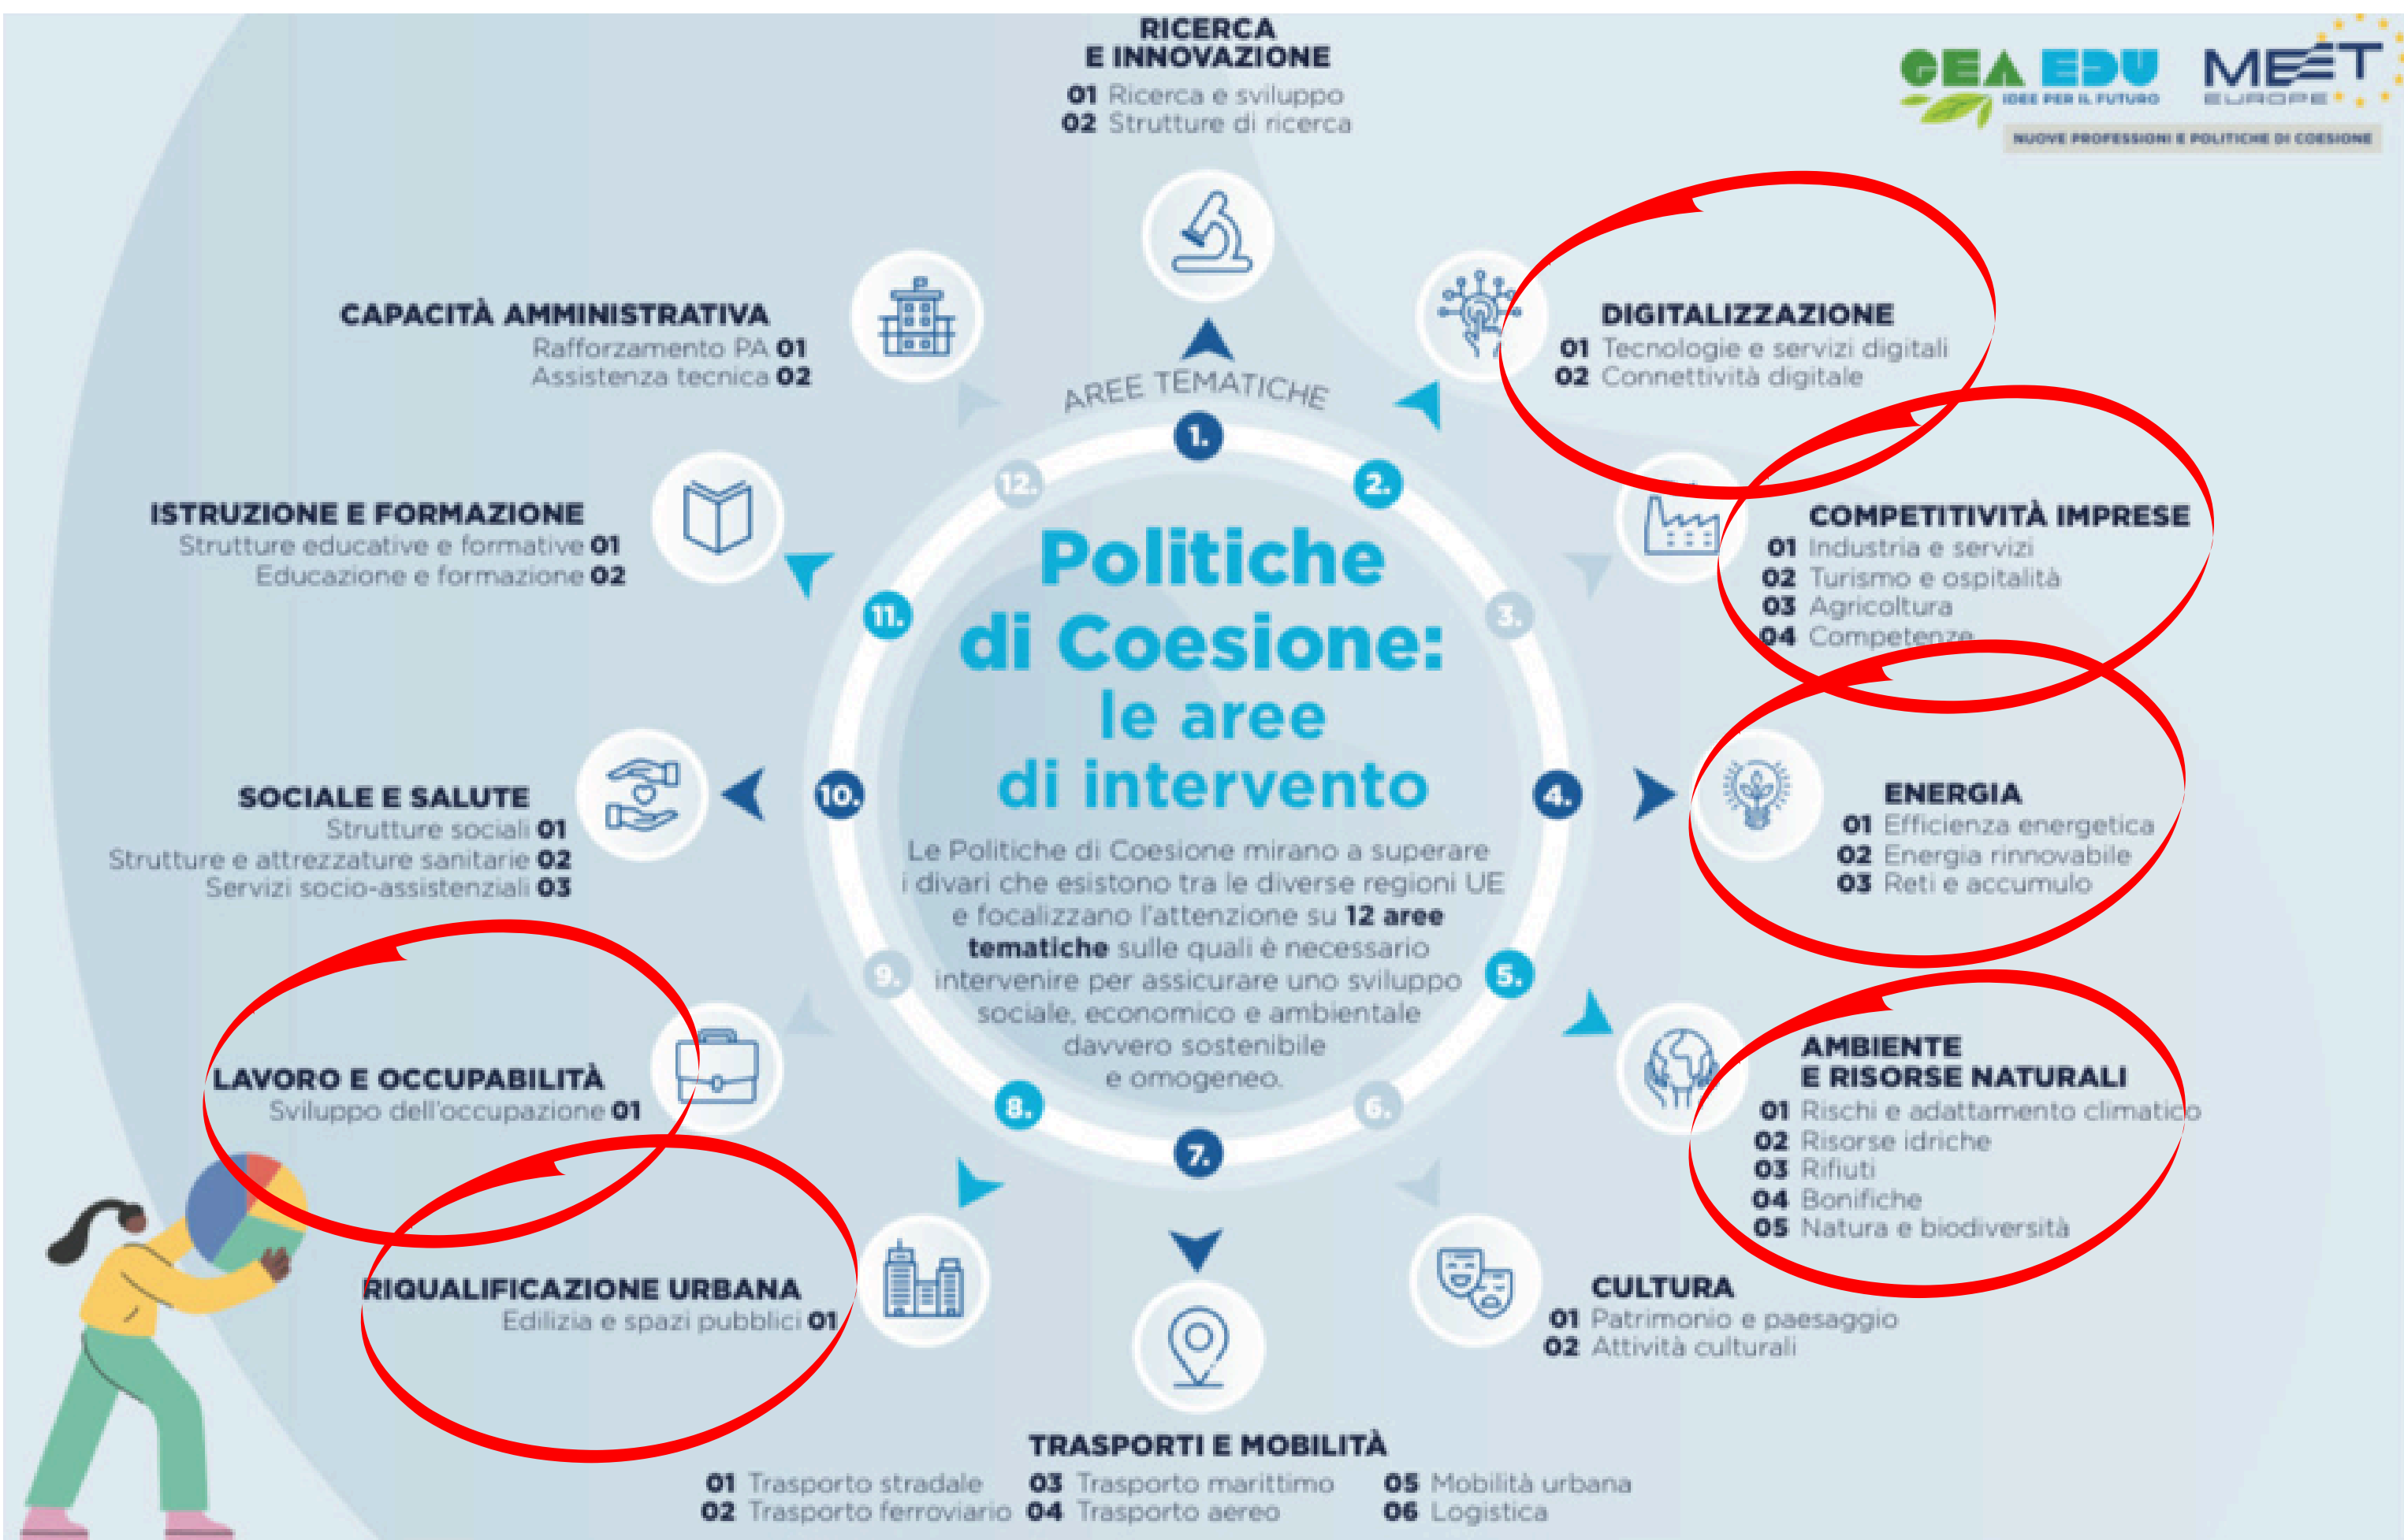 RICERCA
E INNOVAZIONE
01 Ricerca e sviluppo
02 Strutture di ricerca
GEA EDU
IDEE PER IL FUTURO
MEET
EUROPE
NUOVE PROFESSIONI E POLITICHE DI COESIONE
AREE TEMATICHE
1.
2.
3.
4.
5.
6.
7.
8.
9.
10.
11.
12.
Politiche
di Coesione:
le aree
di intervento
Le Politiche di Coesione mirano a superare
i divari che esistono tra le diverse regioni UE
e focalizzano l'attenzione su 12 aree
tematiche sulle quali è necessario
intervenire per assicurare uno sviluppo
sociale, economico e ambientale
davvero sostenibile
e omogeneo.
DIGITALIZZAZIONE
01 Tecnologie e servizi digitali
02 Connettività digitale
COMPETITIVITÀ IMPRESE
01 Industria e servizi
02 Turismo e ospitalità
03 Agricoltura
04 Competenze
ENERGIA
01 Efficienza energetica
02 Energia rinnovabile
03 Reti e accumulo
AMBIENTE
E RISORSE NATURALI
01 Rischi e adattamento climatico
02 Risorse idriche
03 Rifiuti
04 Bonifiche
05 Natura e biodiversità
CULTURA
01 Patrimonio e paesaggio
02 Attività culturali
TRASPORTI E MOBILITÀ
01 Trasporto stradale 03 Trasporto marittimo 05 Mobilità urbana
02 Trasporto ferroviario 04 Trasporto aereo 06 Logistica
RIQUALIFICAZIONE URBANA
Edilizia e spazi pubblici 01
LAVORO E OCCUPABILITÀ
Sviluppo dell'occupazione 01
SOCIALE E SALUTE
Strutture sociali 01
Strutture e attrezzature sanitarie 02
Servizi socio-assistenziali 03
ISTRUZIONE E FORMAZIONE
Strutture educative e formative 01
Educazione e formazione 02
CAPACITÀ AMMINISTRATIVA
Rafforzamento PA 01
Assistenza tecnica 02